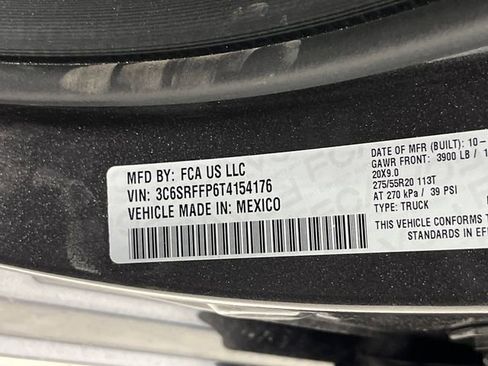 MFD BY: FCA US LLC
VIN: 3C6SRFFP6T4154176
VEHICLE MADE IN: MEXICO
DATE OF MFR (BUILT): 10-
GAWR FRONT: 3900 LB / 1
20X9.0
275/55R20 113T
AT 270 kPa / 39 PSI
TYPE: TRUCK
THIS VEHICLE CONFORMS T
STANDARDS IN EF